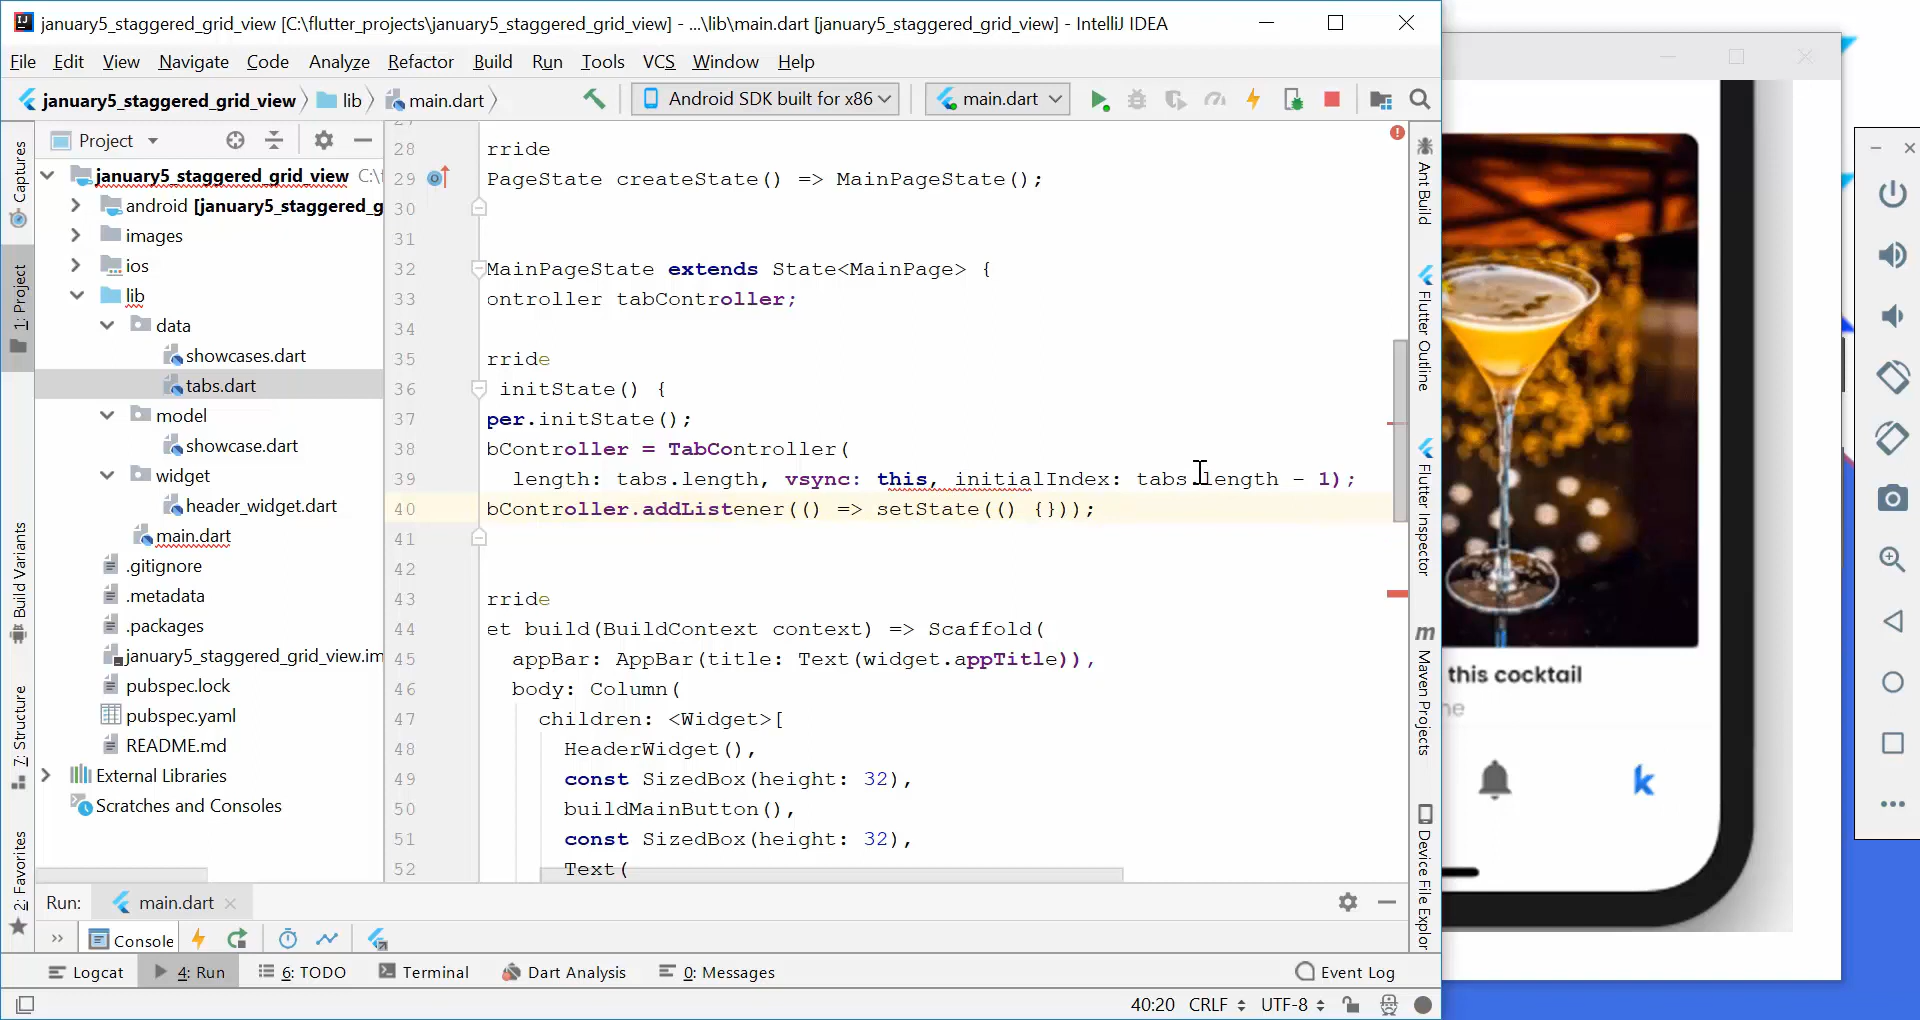 january5_staggered_grid_view [C:\flutter_projects\january5_staggered_grid_view] - ...\lib\main.dart [january5_staggered_grid_view] - IntelliJ IDEA
File Edit View Navigate Code Analyze Refactor Build Run Tools VCS Window Help
january5_staggered_grid_view lib main.dart Android SDK built for x86 main.dart
Project
january5_staggered_grid_view C:\f
android [january5_staggered_g
images
ios
lib
data
showcases.dart
tabs.dart
model
showcase.dart
widget
header_widget.dart
main.dart
.gitignore
.metadata
.packages
january5_staggered_grid_view.im
pubspec.lock
pubspec.yaml
README.md
External Libraries
Scratches and Consoles
Captures
1: Project
Build Variants
7: Structure
2: Favorites
27
28 rride
29 PageState createState() => MainPageState();
30
31
32 MainPageState extends State<MainPage> {
33 ontroller tabController;
34
35 rride
36 initState() {
37 per.initState();
38 bController = TabController(
39 length: tabs.length, vsync: this, initialIndex: tabs.length - 1);
40 bController.addListener(() => setState(() {}));
41
42
43 rride
44 et build(BuildContext context) => Scaffold(
45 appBar: AppBar(title: Text(widget.appTitle)),
46 body: Column(
47 children: <Widget>[
48 HeaderWidget(),
49 const SizedBox(height: 32),
50 buildMainButton(),
51 const SizedBox(height: 32),
52 Text(
Ant Build
Flutter Outline
Flutter Inspector
Maven Projects
Device File Explor
this cocktail
ne
k
Run: main.dart
Console
Logcat 4: Run 6: TODO Terminal Dart Analysis 0: Messages Event Log
40:20 CRLF UTF-8